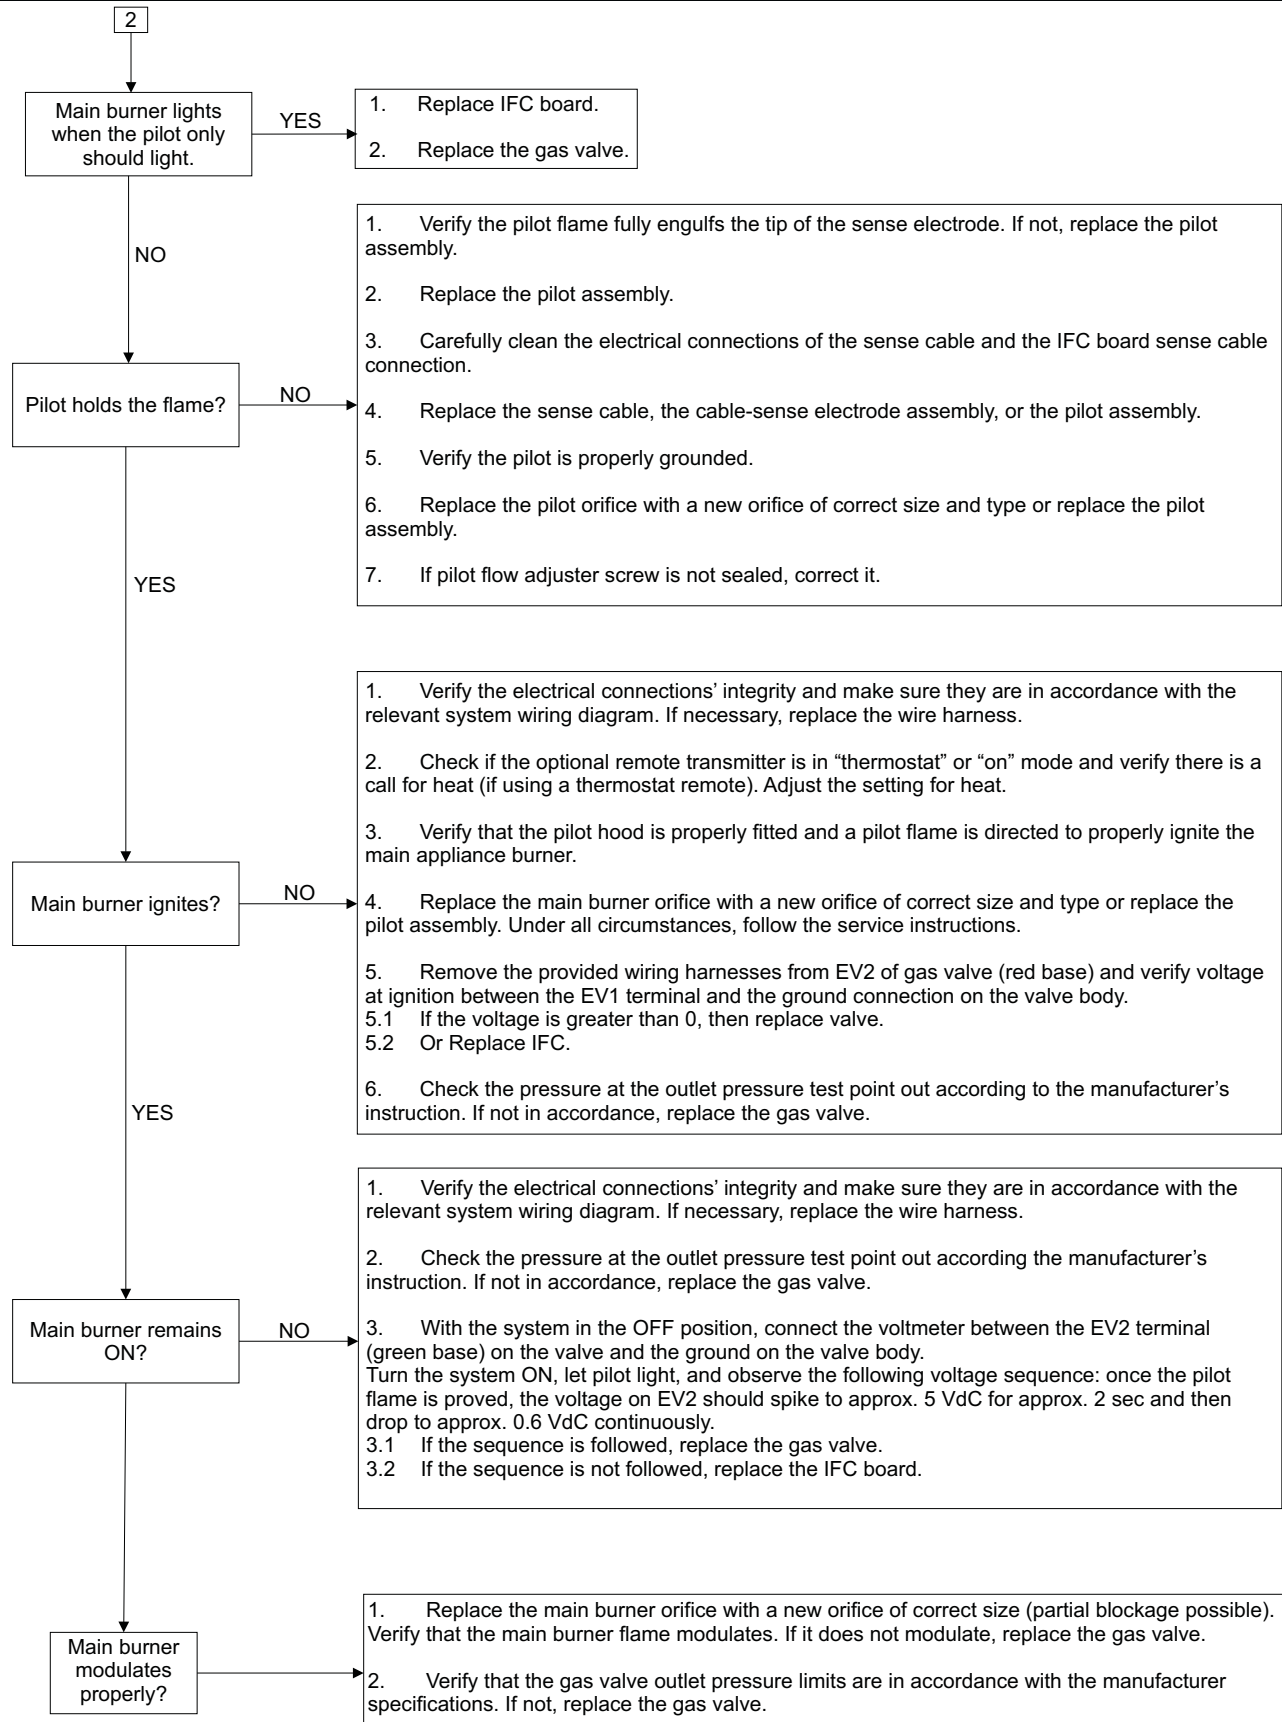 2
Main burner lights
when the pilot only
should light.
YES
1. Replace IFC board.
2. Replace the gas valve.
NO
1. Verify the pilot flame fully engulfs the tip of the sense electrode. If not, replace the pilot
assembly.
2. Replace the pilot assembly.
3. Carefully clean the electrical connections of the sense cable and the IFC board sense cable
connection.
4. Replace the sense cable, the cable-sense electrode assembly, or the pilot assembly.
5. Verify the pilot is properly grounded.
6. Replace the pilot orifice with a new orifice of correct size and type or replace the pilot
assembly.
7. If pilot flow adjuster screw is not sealed, correct it.
Pilot holds the flame?
NO
YES
1. Verify the electrical connections’ integrity and make sure they are in accordance with the
relevant system wiring diagram. If necessary, replace the wire harness.
2. Check if the optional remote transmitter is in “thermostat” or “on” mode and verify there is a
call for heat (if using a thermostat remote). Adjust the setting for heat.
3. Verify that the pilot hood is properly fitted and a pilot flame is directed to properly ignite the
main appliance burner.
4. Replace the main burner orifice with a new orifice of correct size and type or replace the
pilot assembly. Under all circumstances, follow the service instructions.
5. Remove the provided wiring harnesses from EV2 of gas valve (red base) and verify voltage
at ignition between the EV1 terminal and the ground connection on the valve body.
5.1 If the voltage is greater than 0, then replace valve.
5.2 Or Replace IFC.
6. Check the pressure at the outlet pressure test point out according to the manufacturer’s
instruction. If not in accordance, replace the gas valve.
Main burner ignites?
NO
YES
1. Verify the electrical connections’ integrity and make sure they are in accordance with the
relevant system wiring diagram. If necessary, replace the wire harness.
2. Check the pressure at the outlet pressure test point out according the manufacturer’s
instruction. If not in accordance, replace the gas valve.
3. With the system in the OFF position, connect the voltmeter between the EV2 terminal
(green base) on the valve and the ground on the valve body.
Turn the system ON, let pilot light, and observe the following voltage sequence: once the pilot
flame is proved, the voltage on EV2 should spike to approx. 5 VdC for approx. 2 sec and then
drop to approx. 0.6 VdC continuously.
3.1 If the sequence is followed, replace the gas valve.
3.2 If the sequence is not followed, replace the IFC board.
Main burner remains
ON?
NO
1. Replace the main burner orifice with a new orifice of correct size (partial blockage possible).
Verify that the main burner flame modulates. If it does not modulate, replace the gas valve.
2. Verify that the gas valve outlet pressure limits are in accordance with the manufacturer
specifications. If not, replace the gas valve.
Main burner
modulates
properly?